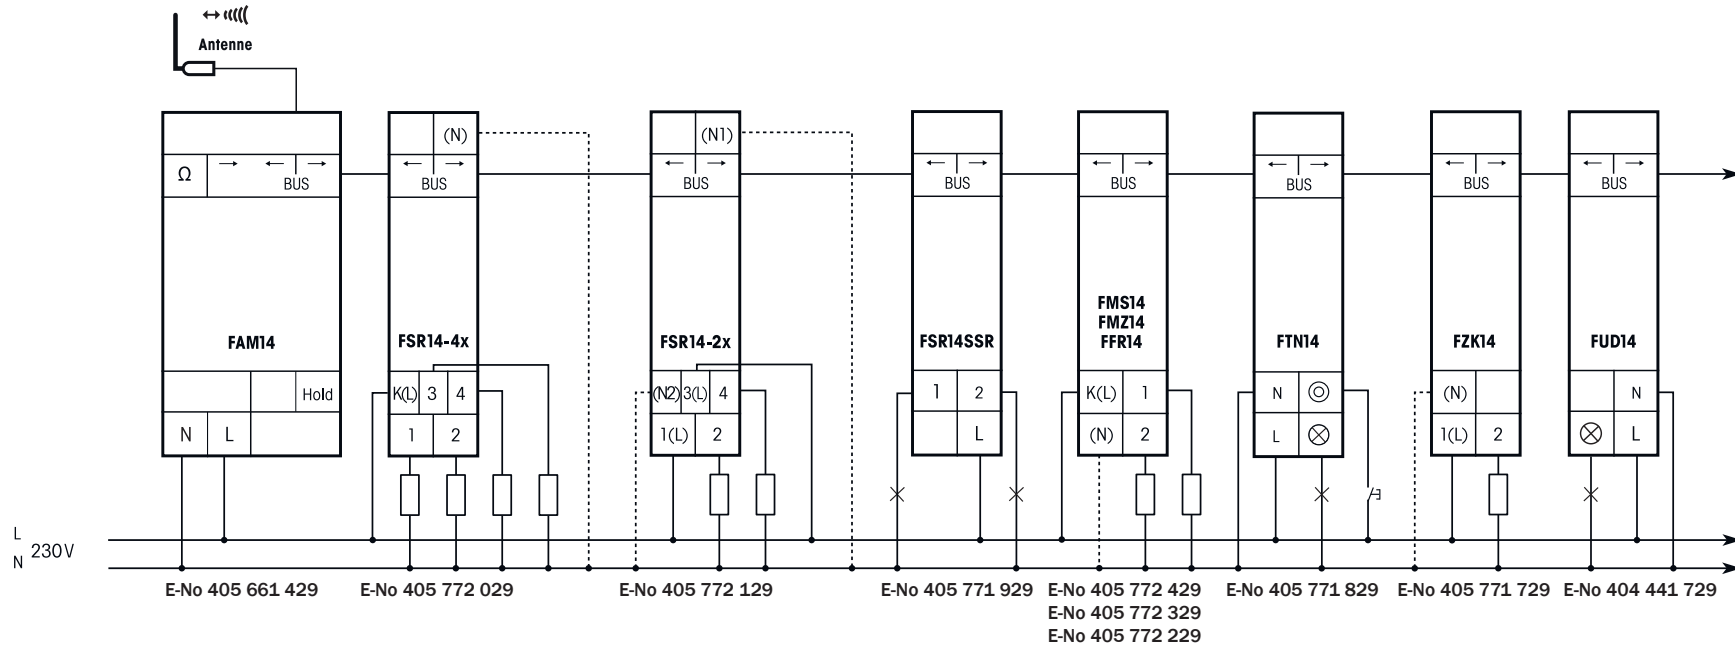 Antenne
(N)
(N1)
Ω
BUS
BUS
BUS
BUS
BUS
BUS
BUS
BUS
FAM14
FSR14-4x
FSR14-2x
FSR14SSR
FMS14
FMZ14
FFR14
FTN14
FZK14
FUD14
Hold
K(L) 3 4
(N2) 3(L) 4
1 2
K(L) 1
N
(N)
N
N L
1 2
1(L) 2
L
(N) 2
L
1(L) 2
L
L
N
230V
E-No 405 661 429
E-No 405 772 029
E-No 405 772 129
E-No 405 771 929
E-No 405 772 429
E-No 405 772 329
E-No 405 772 229
E-No 405 771 829
E-No 405 771 729
E-No 404 441 729